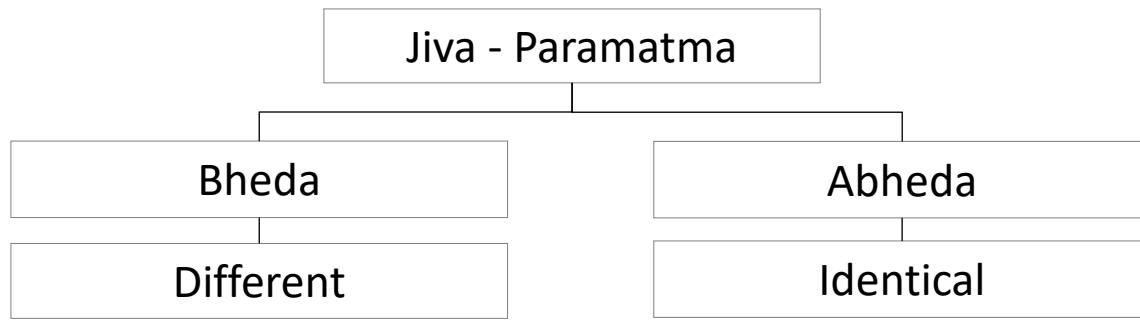 Jiva - Paramatma
Bheda
Abheda
Different
Identical